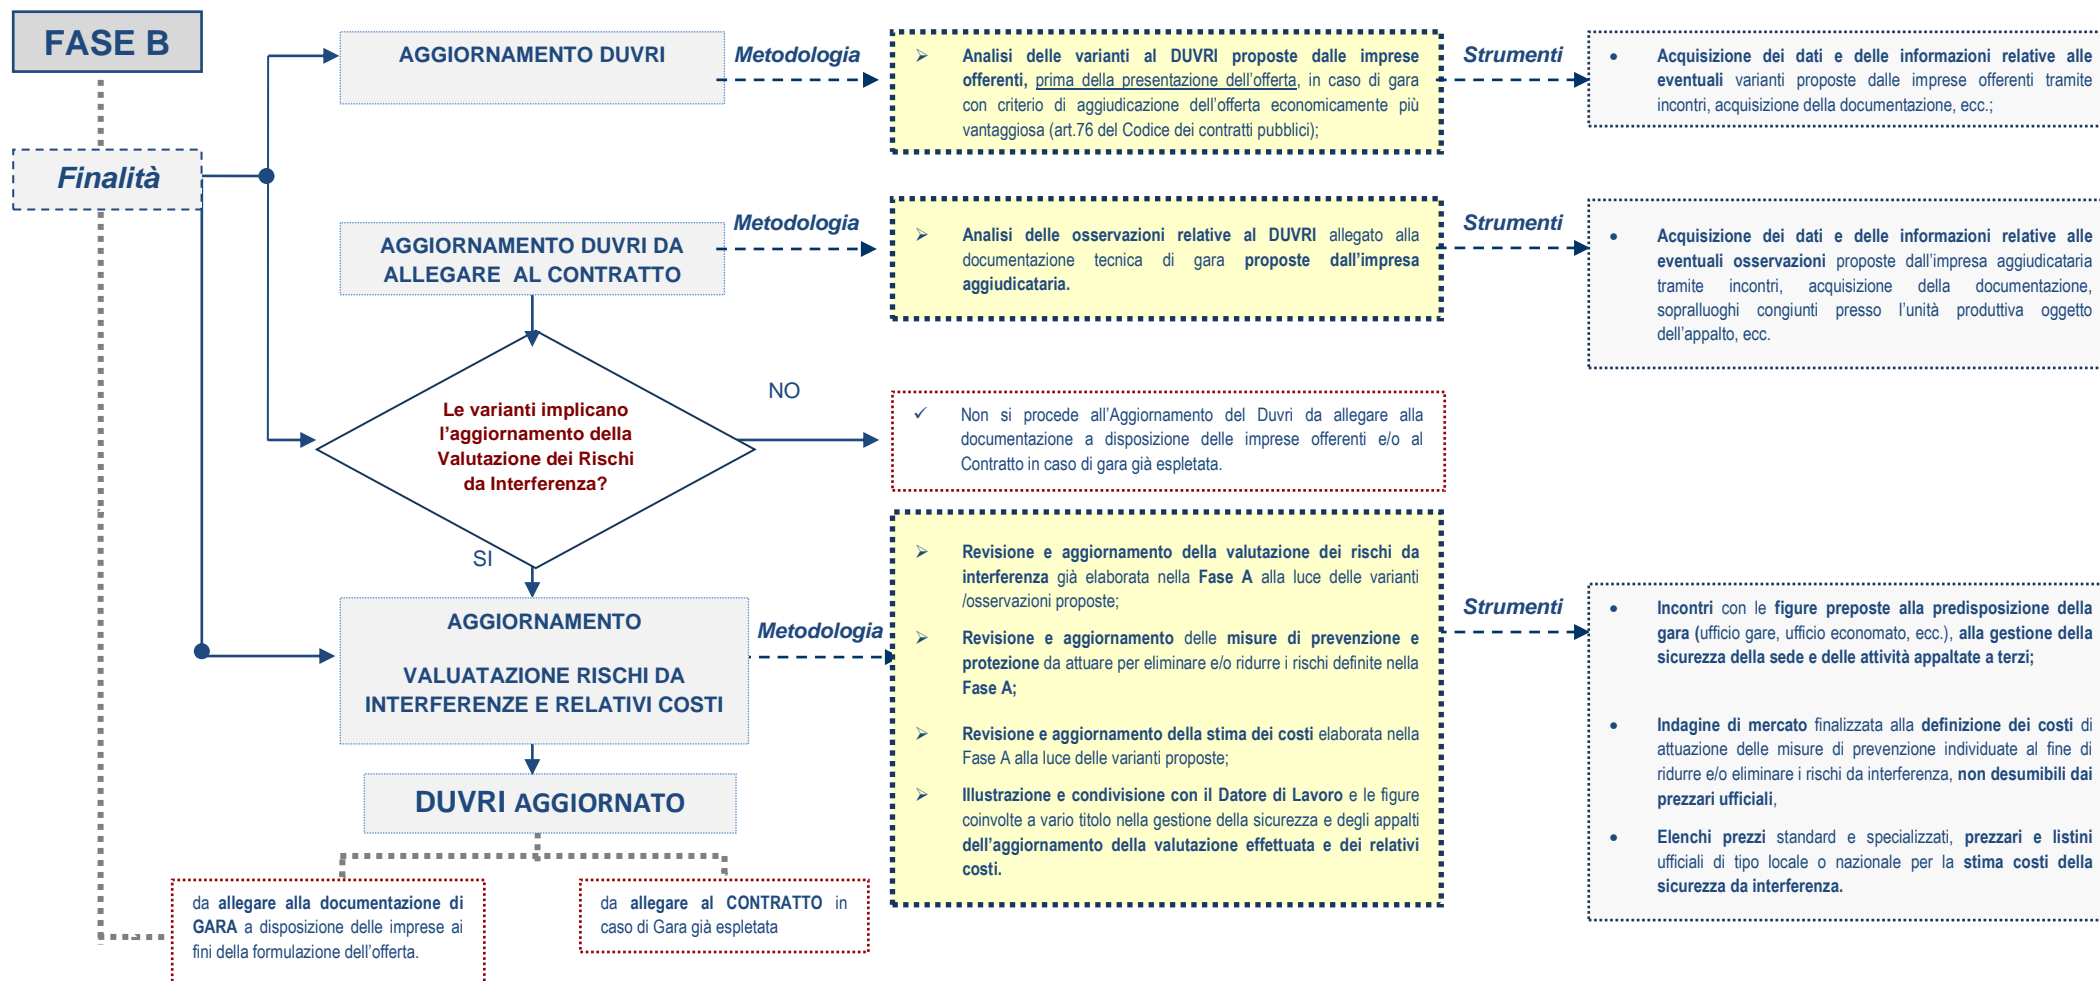 FASE B
Finalità
AGGIORNAMENTO DUVRI
Metodologia
➢ Analisi delle varianti al DUVRI proposte dalle imprese
offerenti, prima della presentazione dell'offerta, in caso di gara
con criterio di aggiudicazione dell'offerta economicamente più
vantaggiosa (art.76 del Codice dei contratti pubblici);
Strumenti
• Acquisizione dei dati e delle informazioni relative alle
eventuali varianti proposte dalle imprese offerenti tramite
incontri, acquisizione della documentazione, ecc.;
AGGIORNAMENTO DUVRI DA
ALLEGARE AL CONTRATTO
Metodologia
➢ Analisi delle osservazioni relative al DUVRI allegato alla
documentazione tecnica di gara proposte dall'impresa
aggiudicataria.
Strumenti
• Acquisizione dei dati e delle informazioni relative alle
eventuali osservazioni proposte dall'impresa aggiudicataria
tramite incontri, acquisizione della documentazione,
sopralluoghi congiunti presso l'unità produttiva oggetto
dell'appalto, ecc.
Le varianti implicano
l'aggiornamento della
Valutazione dei Rischi
da Interferenza?
NO
✓ Non si procede all'Aggiornamento del Duvri da allegare alla
documentazione a disposizione delle imprese offerenti e/o al
Contratto in caso di gara già espletata.
SI
AGGIORNAMENTO
VALUATAZIONE RISCHI DA
INTERFERENZE E RELATIVI COSTI
Metodologia
➢ Revisione e aggiornamento della valutazione dei rischi da
interferenza già elaborata nella Fase A alla luce delle varianti
/osservazioni proposte;
➢ Revisione e aggiornamento delle misure di prevenzione e
protezione da attuare per eliminare e/o ridurre i rischi definite nella
Fase A;
➢ Revisione e aggiornamento della stima dei costi elaborata nella
Fase A alla luce delle varianti proposte;
➢ Illustrazione e condivisione con il Datore di Lavoro e le figure
coinvolte a vario titolo nella gestione della sicurezza e degli appalti
dell'aggiornamento della valutazione effettuata e dei relativi
costi.
Strumenti
• Incontri con le figure preposte alla predisposizione della
gara (ufficio gare, ufficio economato, ecc.), alla gestione della
sicurezza della sede e delle attività appaltate a terzi;
• Indagine di mercato finalizzata alla definizione dei costi di
attuazione delle misure di prevenzione individuate al fine di
ridurre e/o eliminare i rischi da interferenza, non desumibili dai
prezzari ufficiali,
• Elenchi prezzi standard e specializzati, prezzari e listini
ufficiali di tipo locale o nazionale per la stima costi della
sicurezza da interferenza.
DUVRI AGGIORNATO
da allegare alla documentazione di
GARA a disposizione delle imprese ai
fini della formulazione dell'offerta.
da allegare al CONTRATTO in
caso di Gara già espletata